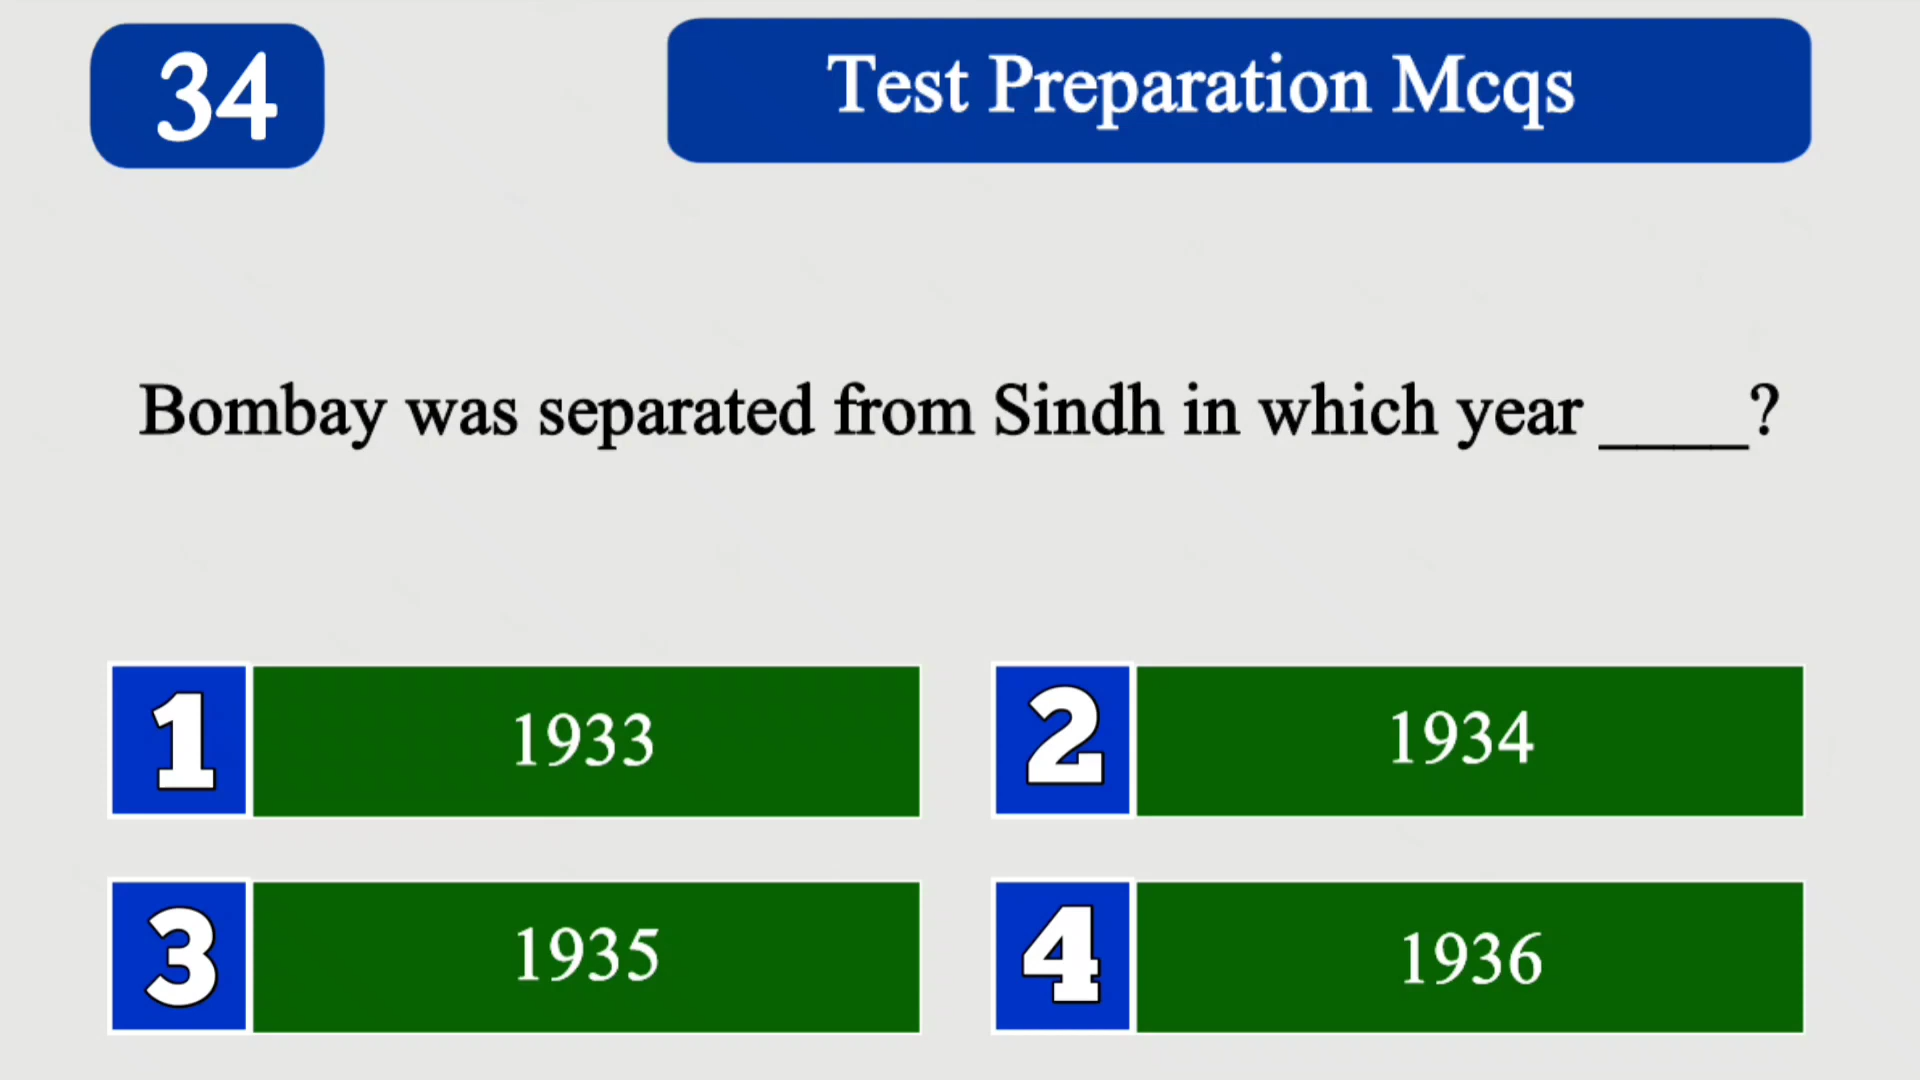 34
Test Preparation Mcqs
Bombay was separated from Sindh in which year ____?
1 1933
2 1934
3 1935
4 1936